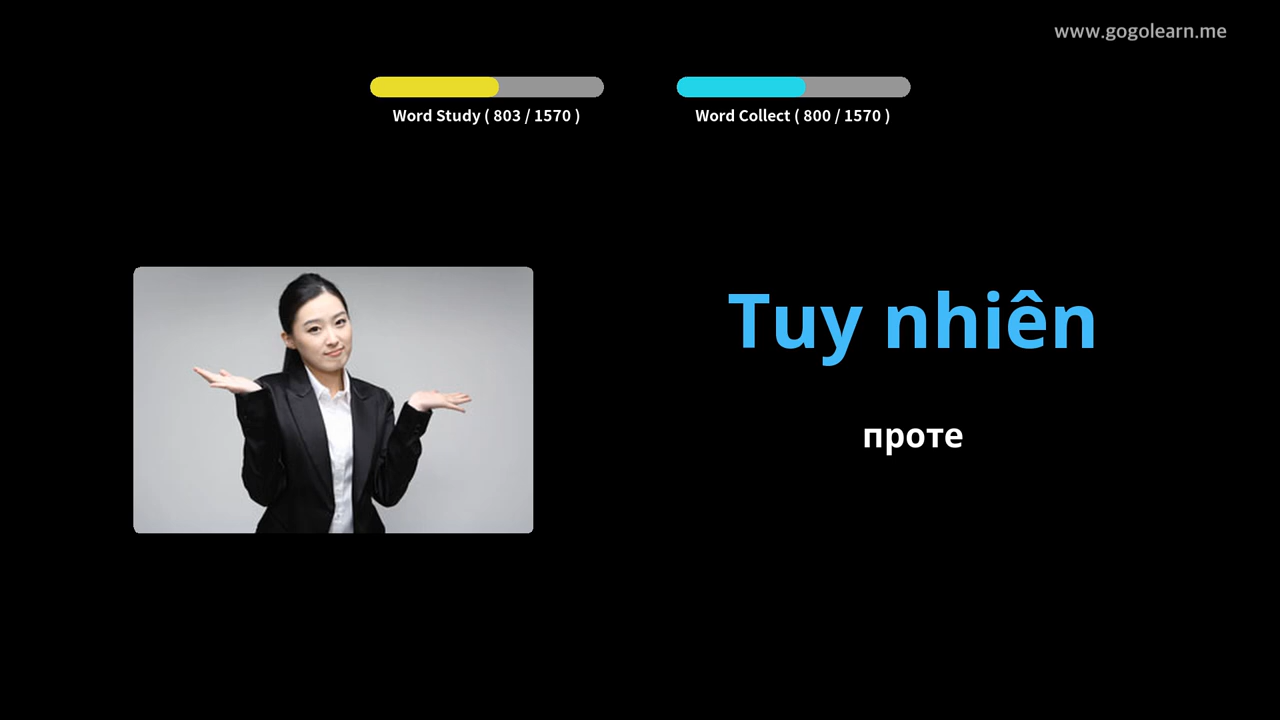 www.gogolearn.me
Word Study ( 803 / 1570 )
Word Collect ( 800 / 1570 )
Tuy nhiên
проте